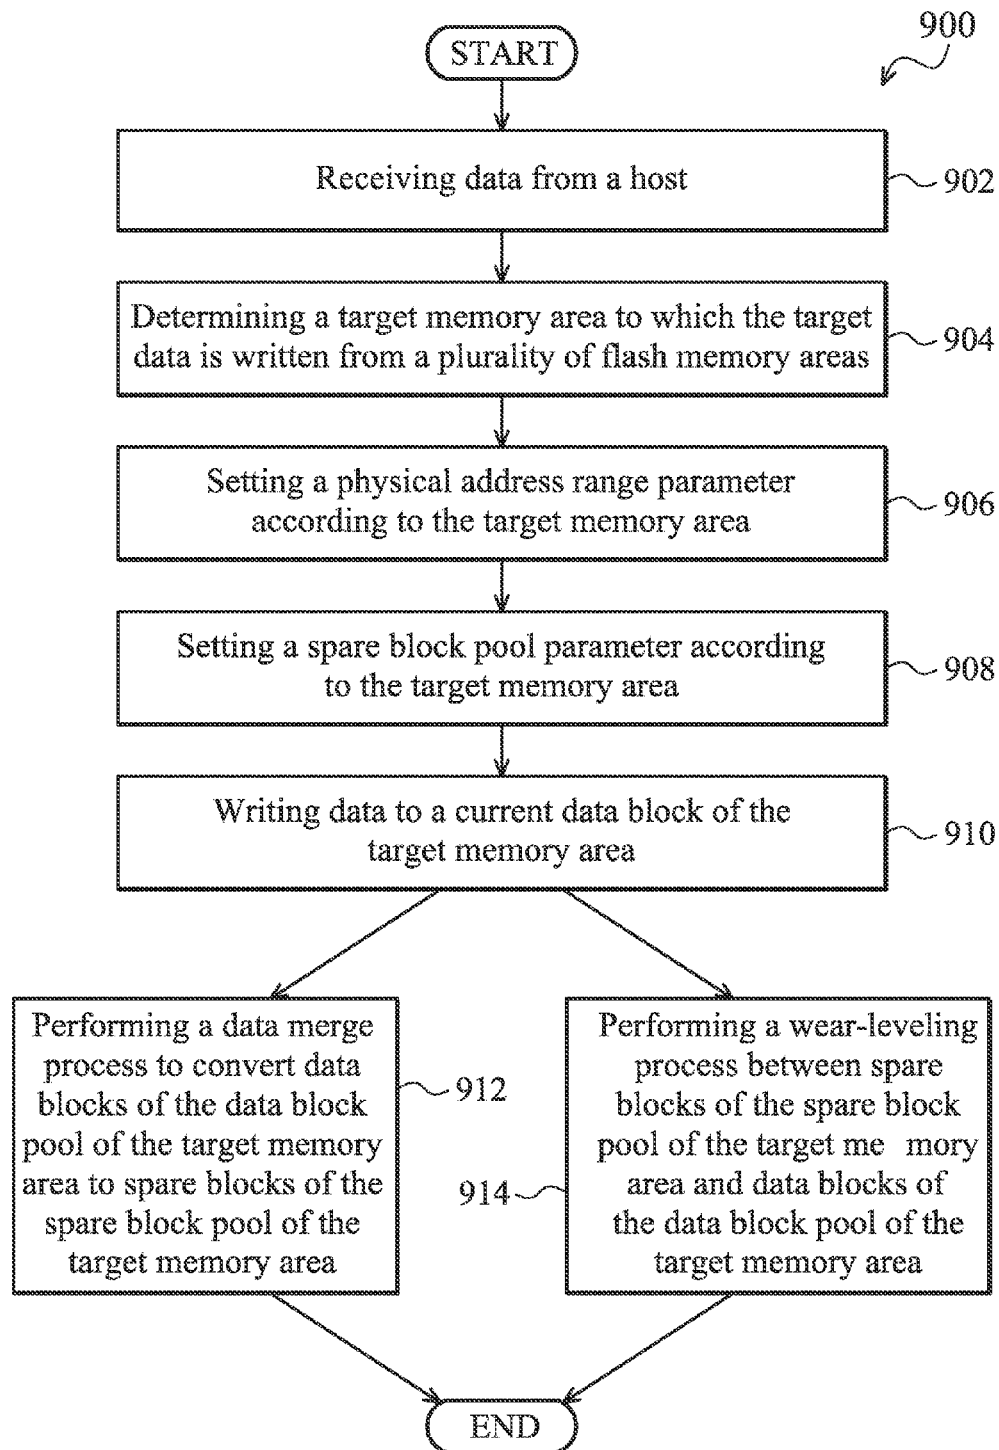 900
START
Receiving data from a host
902
Determining a target memory area to which the target
data is written from a plurality of flash memory areas
904
Setting a physical address range parameter
according to the target memory area
906
Setting a spare block pool parameter according
to the target memory area
908
Writing data to a current data block of the
target memory area
910
Performing a data merge
process to convert data
blocks of the data block
pool of the target memory
area to spare blocks of the
spare block pool of the
target memory area
912
Performing a wear-leveling
process between spare
blocks of the spare block
pool of the target me mory
area and data blocks of
the data block pool of the
target memory area
914
END